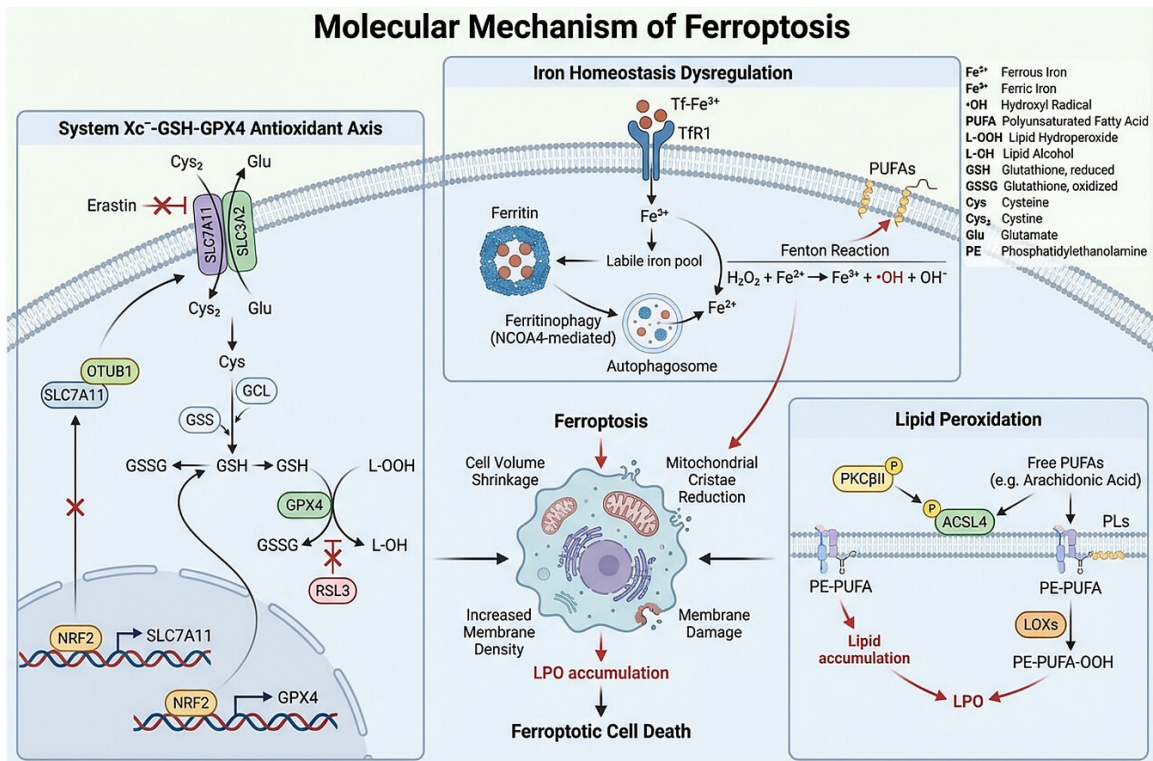 Molecular Mechanism of Ferroptosis
System Xc⁻-GSH-GPX4 Antioxidant Axis
Cys₂
Glu
Erastin
SLC7A11
SLC3A2
Cys₂
Glu
Cys
OTUB1
SLC7A11
GCL
GSS
GSSG
GSH
GSH
L-OOH
GPX4
GSSG
L-OH
RSL3
NRF2
SLC7A11
NRF2
GPX4
Iron Homeostasis Dysregulation
Tf-Fe³⁺
TfR1
Fe³⁺
Ferritin
Labile iron pool
Ferritinophagy
(NCOA4-mediated)
Autophagosome
Fe²⁺
PUFAs
Fenton Reaction
H₂O₂ + Fe²⁺ → Fe³⁺ + •OH + OH⁻
Fe²⁺ Ferrous Iron
Fe³⁺ Ferric Iron
•OH Hydroxyl Radical
PUFA Polyunsaturated Fatty Acid
L-OOH Lipid Hydroperoxide
L-OH Lipid Alcohol
GSH Glutathione, reduced
GSSG Glutathione, oxidized
Cys Cysteine
Cys₂ Cystine
Glu Glutamate
PE Phosphatidylethanolamine
Ferroptosis
Cell Volume
Shrinkage
Mitochondrial
Cristae
Reduction
Increased
Membrane
Density
Membrane
Damage
LPO accumulation
Ferroptotic Cell Death
Lipid Peroxidation
PKCβII
P
P
ACSL4
Free PUFAs
(e.g. Arachidonic Acid)
PLs
PE-PUFA
PE-PUFA
Lipid
accumulation
LOXs
PE-PUFA-OOH
LPO